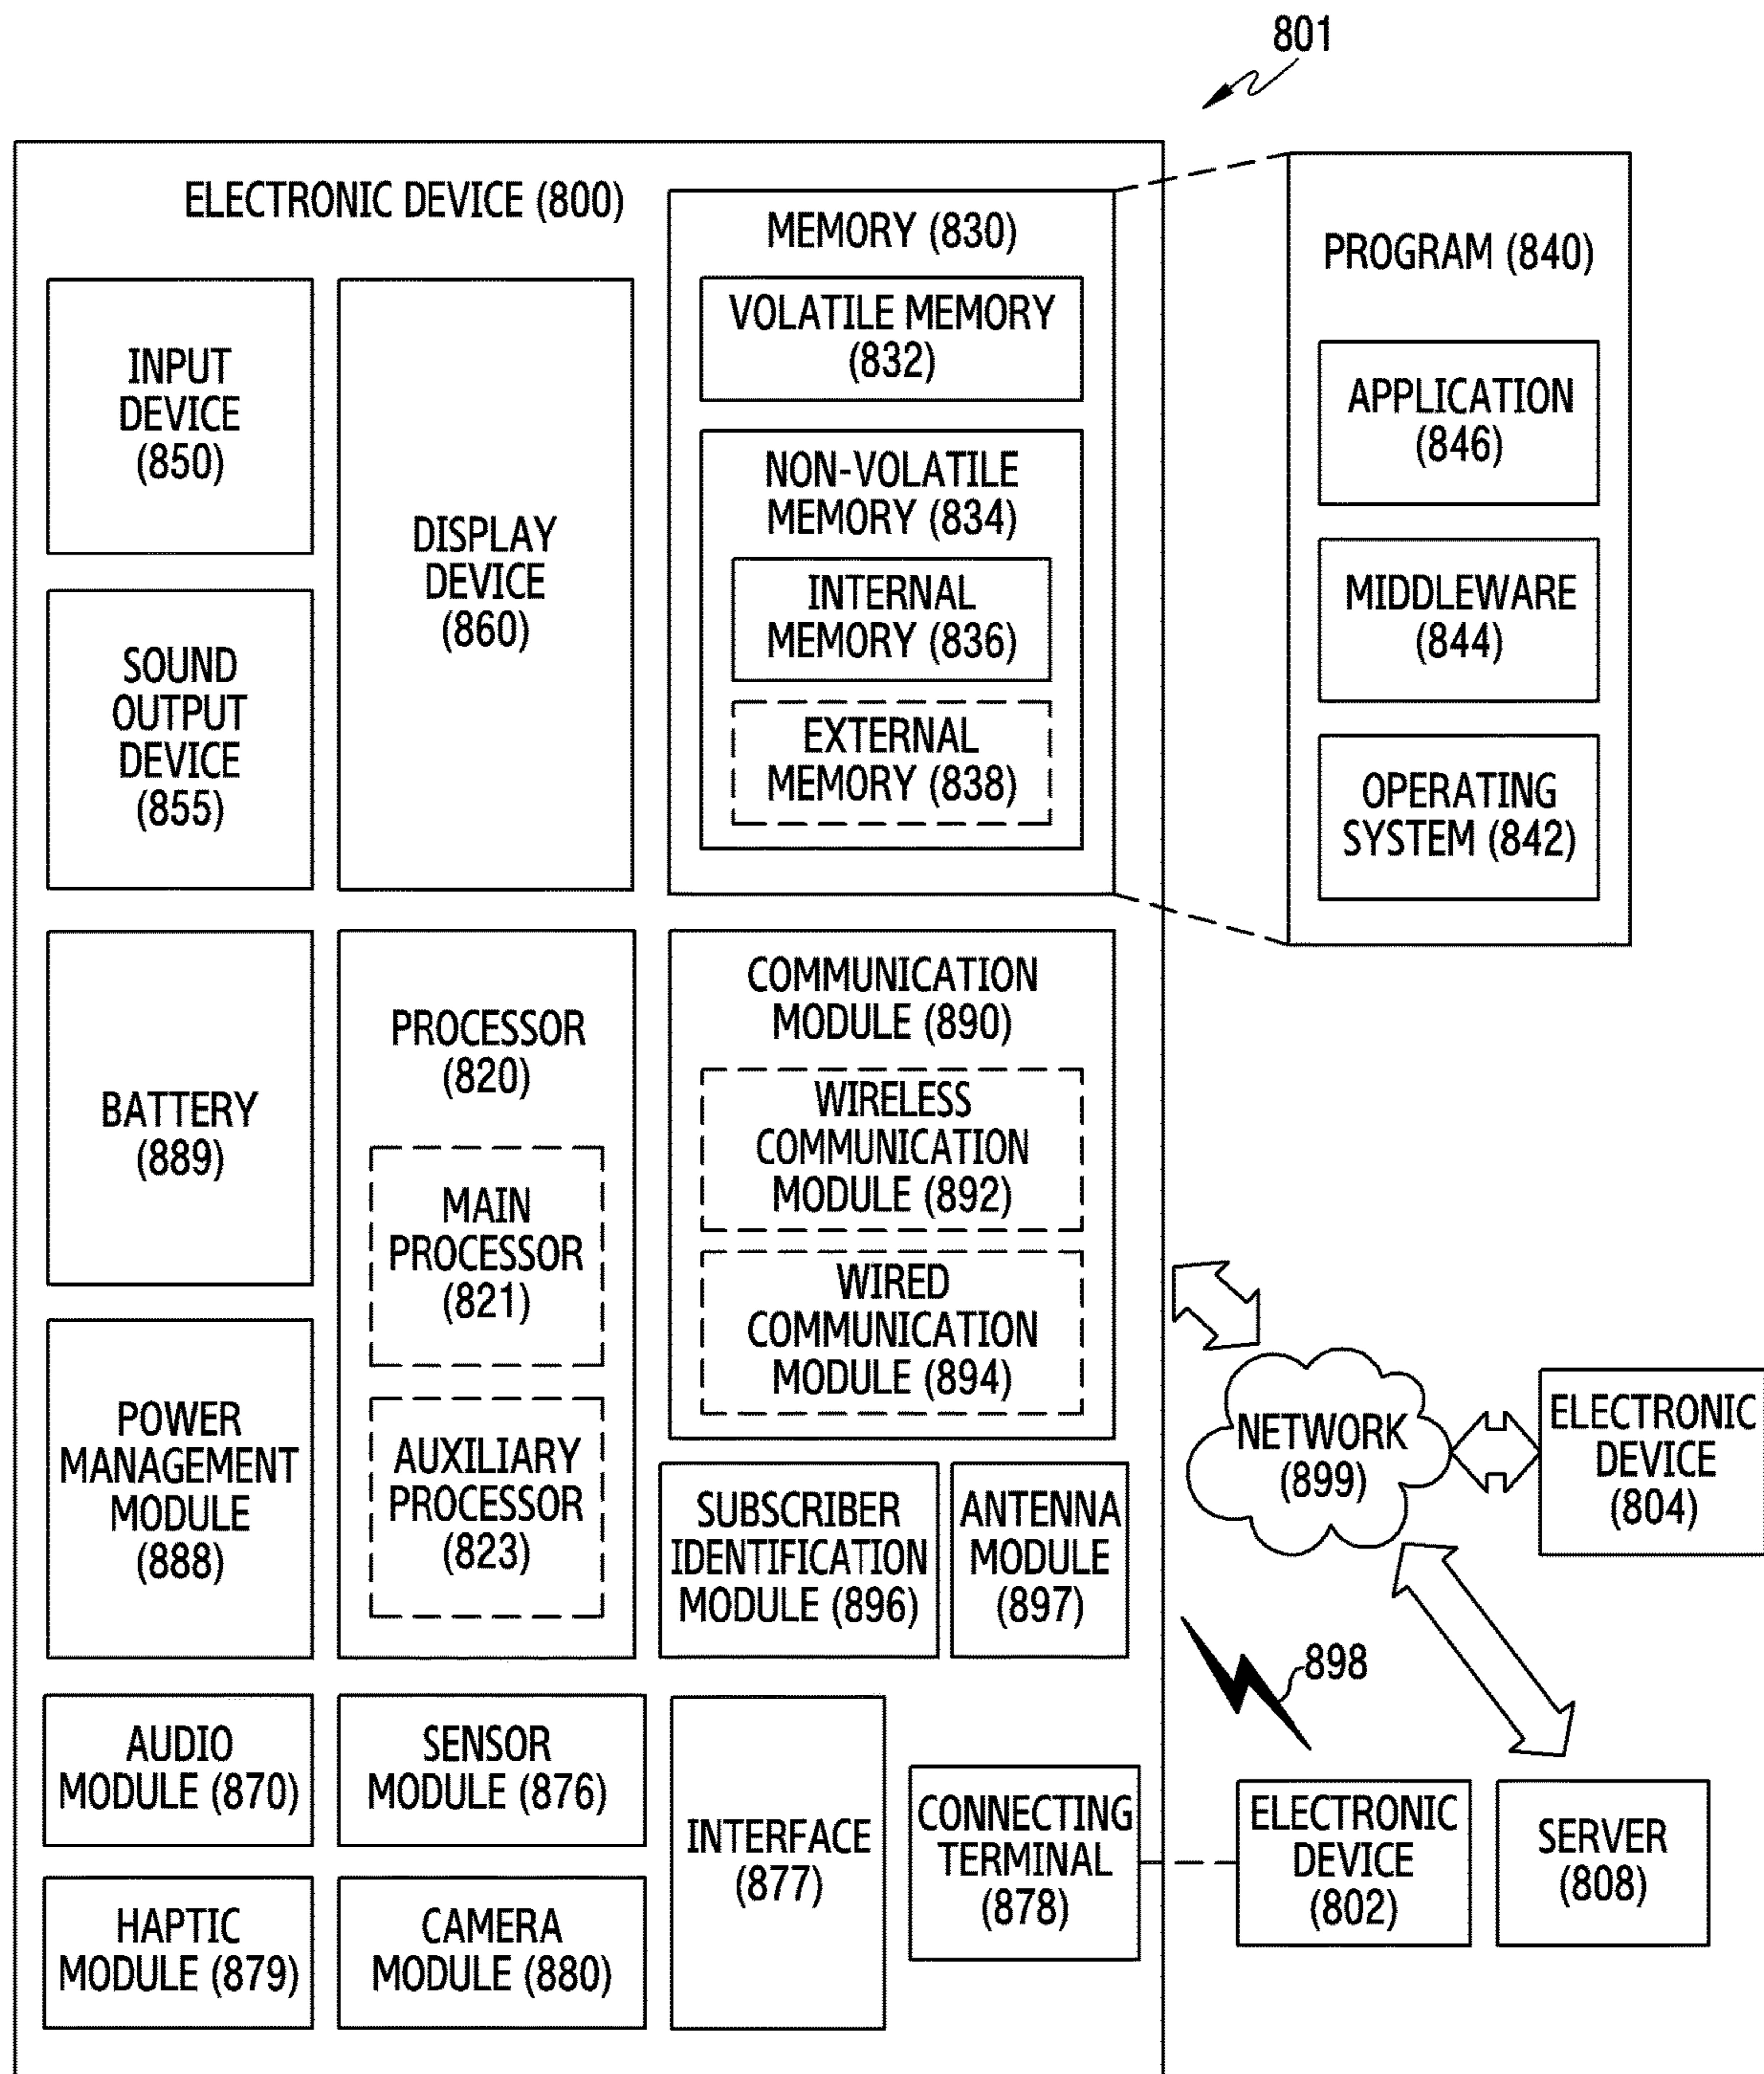 801
ELECTRONIC DEVICE (800)
INPUT
DEVICE
(850)
DISPLAY
DEVICE
(860)
SOUND
OUTPUT
DEVICE
(855)
MEMORY (830)
VOLATILE MEMORY
(832)
NON-VOLATILE
MEMORY (834)
INTERNAL
MEMORY (836)
EXTERNAL
MEMORY (838)
PROGRAM (840)
APPLICATION
(846)
MIDDLEWARE
(844)
OPERATING
SYSTEM (842)
BATTERY
(889)
POWER
MANAGEMENT
MODULE
(888)
PROCESSOR
(820)
MAIN
PROCESSOR
(821)
AUXILIARY
PROCESSOR
(823)
COMMUNICATION
MODULE (890)
WIRELESS
COMMUNICATION
MODULE (892)
WIRED
COMMUNICATION
MODULE (894)
SUBSCRIBER
IDENTIFICATION
MODULE (896)
ANTENNA
MODULE
(897)
NETWORK
(899)
ELECTRONIC
DEVICE
(804)
898
AUDIO
MODULE (870)
SENSOR
MODULE (876)
HAPTIC
MODULE (879)
CAMERA
MODULE (880)
INTERFACE
(877)
CONNECTING
TERMINAL
(878)
ELECTRONIC
DEVICE
(802)
SERVER
(808)